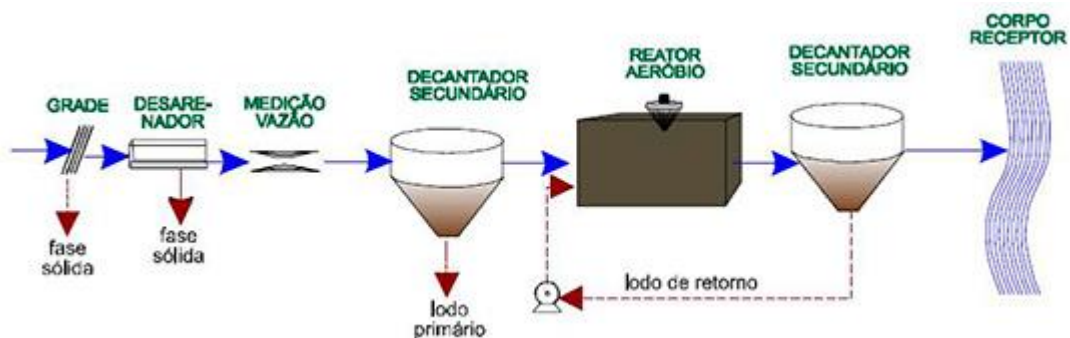 GRADE
DESARE-
NADOR
MEDIÇÃO
VAZÃO
DECANTADOR
SECUNDÁRIO
REATOR
AERÓBIO
DECANTADOR
SECUNDÁRIO
CORPO
RECEPTOR
fase
sólida
fase
sólida
lodo
primário
lodo de retorno